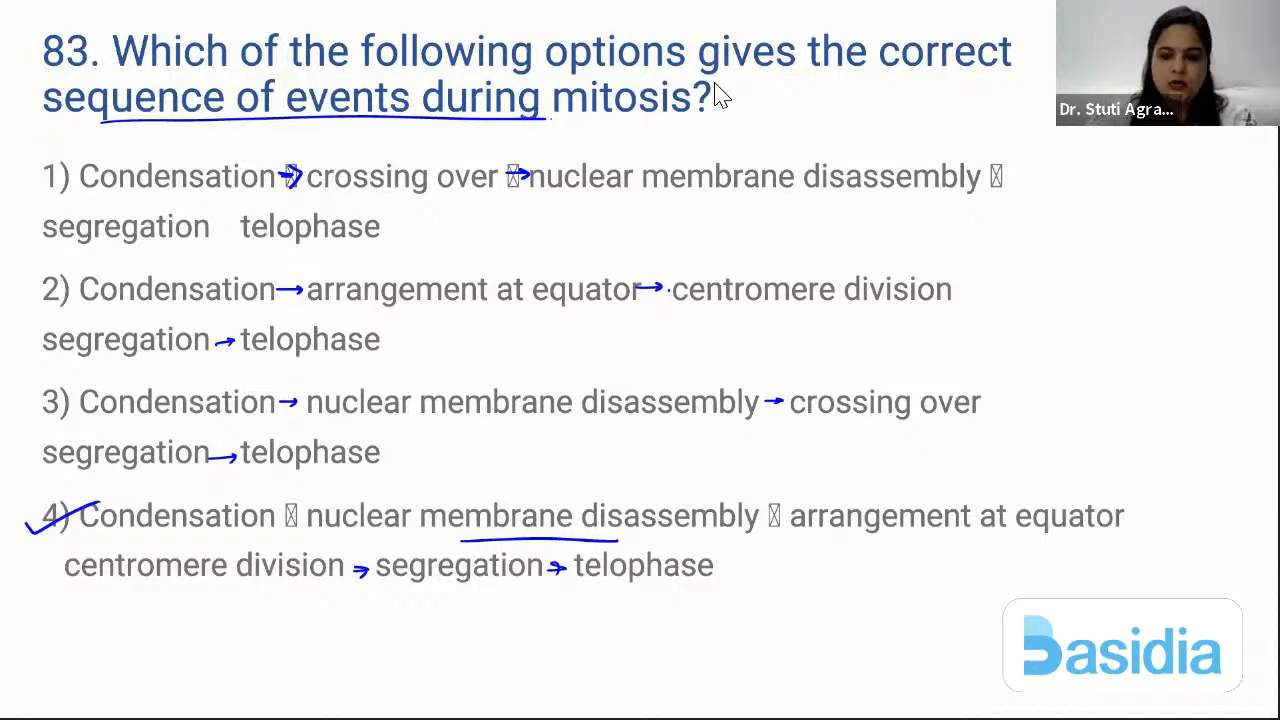 83. Which of the following options gives the correct
sequence of events during mitosis?
Dr. Stuti Agra...
1) Condensation → crossing over → nuclear membrane disassembly
segregation telophase
2) Condensation → arrangement at equator → centromere division
segregation → telophase
3) Condensation → nuclear membrane disassembly → crossing over
segregation → telophase
4) Condensation nuclear membrane disassembly arrangement at equator
centromere division → segregation → telophase
Basidia